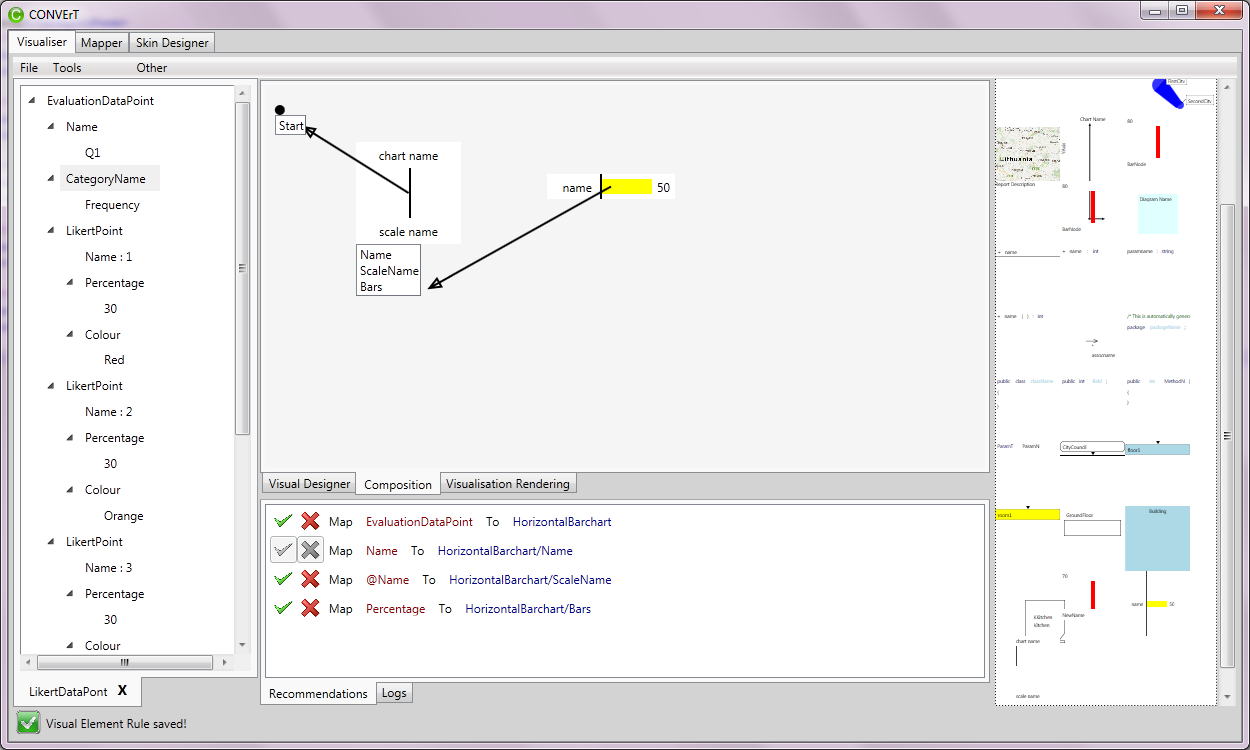 CONVErT
Visualiser Mapper Skin Designer
File Tools Other
EvaluationDataPoint
Name
Q1
CategoryName
Frequency
LikertPoint
Name : 1
Percentage
30
Colour
Red
LikertPoint
Name : 2
Percentage
30
Colour
Orange
LikertPoint
Name : 3
Percentage
30
Colour
LikertDataPont X
Visual Element Rule saved!
Start
chart name
scale name
Name
ScaleName
Bars
name 50
Visual Designer Composition Visualisation Rendering
Map EvaluationDataPoint To HorizontalBarchart
Map Name To HorizontalBarchart/Name
Map @Name To HorizontalBarchart/ScaleName
Map Percentage To HorizontalBarchart/Bars
Recommendations Logs
SecondCity
Chart Name 80
Lithuania
BarNode
Report Description 80
Diagram Name
BarNode
+ name
+ name : int
paramname : string
+ name ( ) : int
/* This is automatically genera
package packageName ;
assocname
public class className
{
}
public int field ;
public int MethodN (
{
}
ParamT ParamN
CityCouncil
floor1
room1
GroundFloor
Building
70
name 50
KKitchen
Kitchen
NewName
chart name
scale name